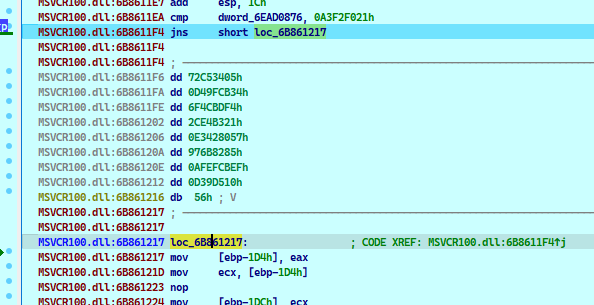 MSVCR100.dll:6B8611E7 add     esp, 1Ch
MSVCR100.dll:6B8611EA cmp     dword_6EAD0876, 0A3F2F021h
MSVCR100.dll:6B8611F4 jns     short loc_6B861217
MSVCR100.dll:6B8611F4
MSVCR100.dll:6B8611F4 ;
MSVCR100.dll:6B8611F6 dd 72C53405h
MSVCR100.dll:6B8611FA dd 0D49FCB34h
MSVCR100.dll:6B8611FE dd 6F4CBDF4h
MSVCR100.dll:6B861202 dd 2CE4B321h
MSVCR100.dll:6B861206 dd 0E3428057h
MSVCR100.dll:6B86120A dd 976B8285h
MSVCR100.dll:6B86120E dd 0AFEFCBEFh
MSVCR100.dll:6B861212 dd 0D39D510h
MSVCR100.dll:6B861216 db  56h ; V
MSVCR100.dll:6B861217 ;
MSVCR100.dll:6B861217
MSVCR100.dll:6B861217 loc_6B861217:                ; CODE XREF: MSVCR100.dll:6B8611F4↑j
MSVCR100.dll:6B861217 mov     [ebp-1D4h], eax
MSVCR100.dll:6B86121D mov     ecx, [ebp-1D4h]
MSVCR100.dll:6B861223 nop
MSVCR100.dll:6B861224 mov     [ebp-1DCh], ecx